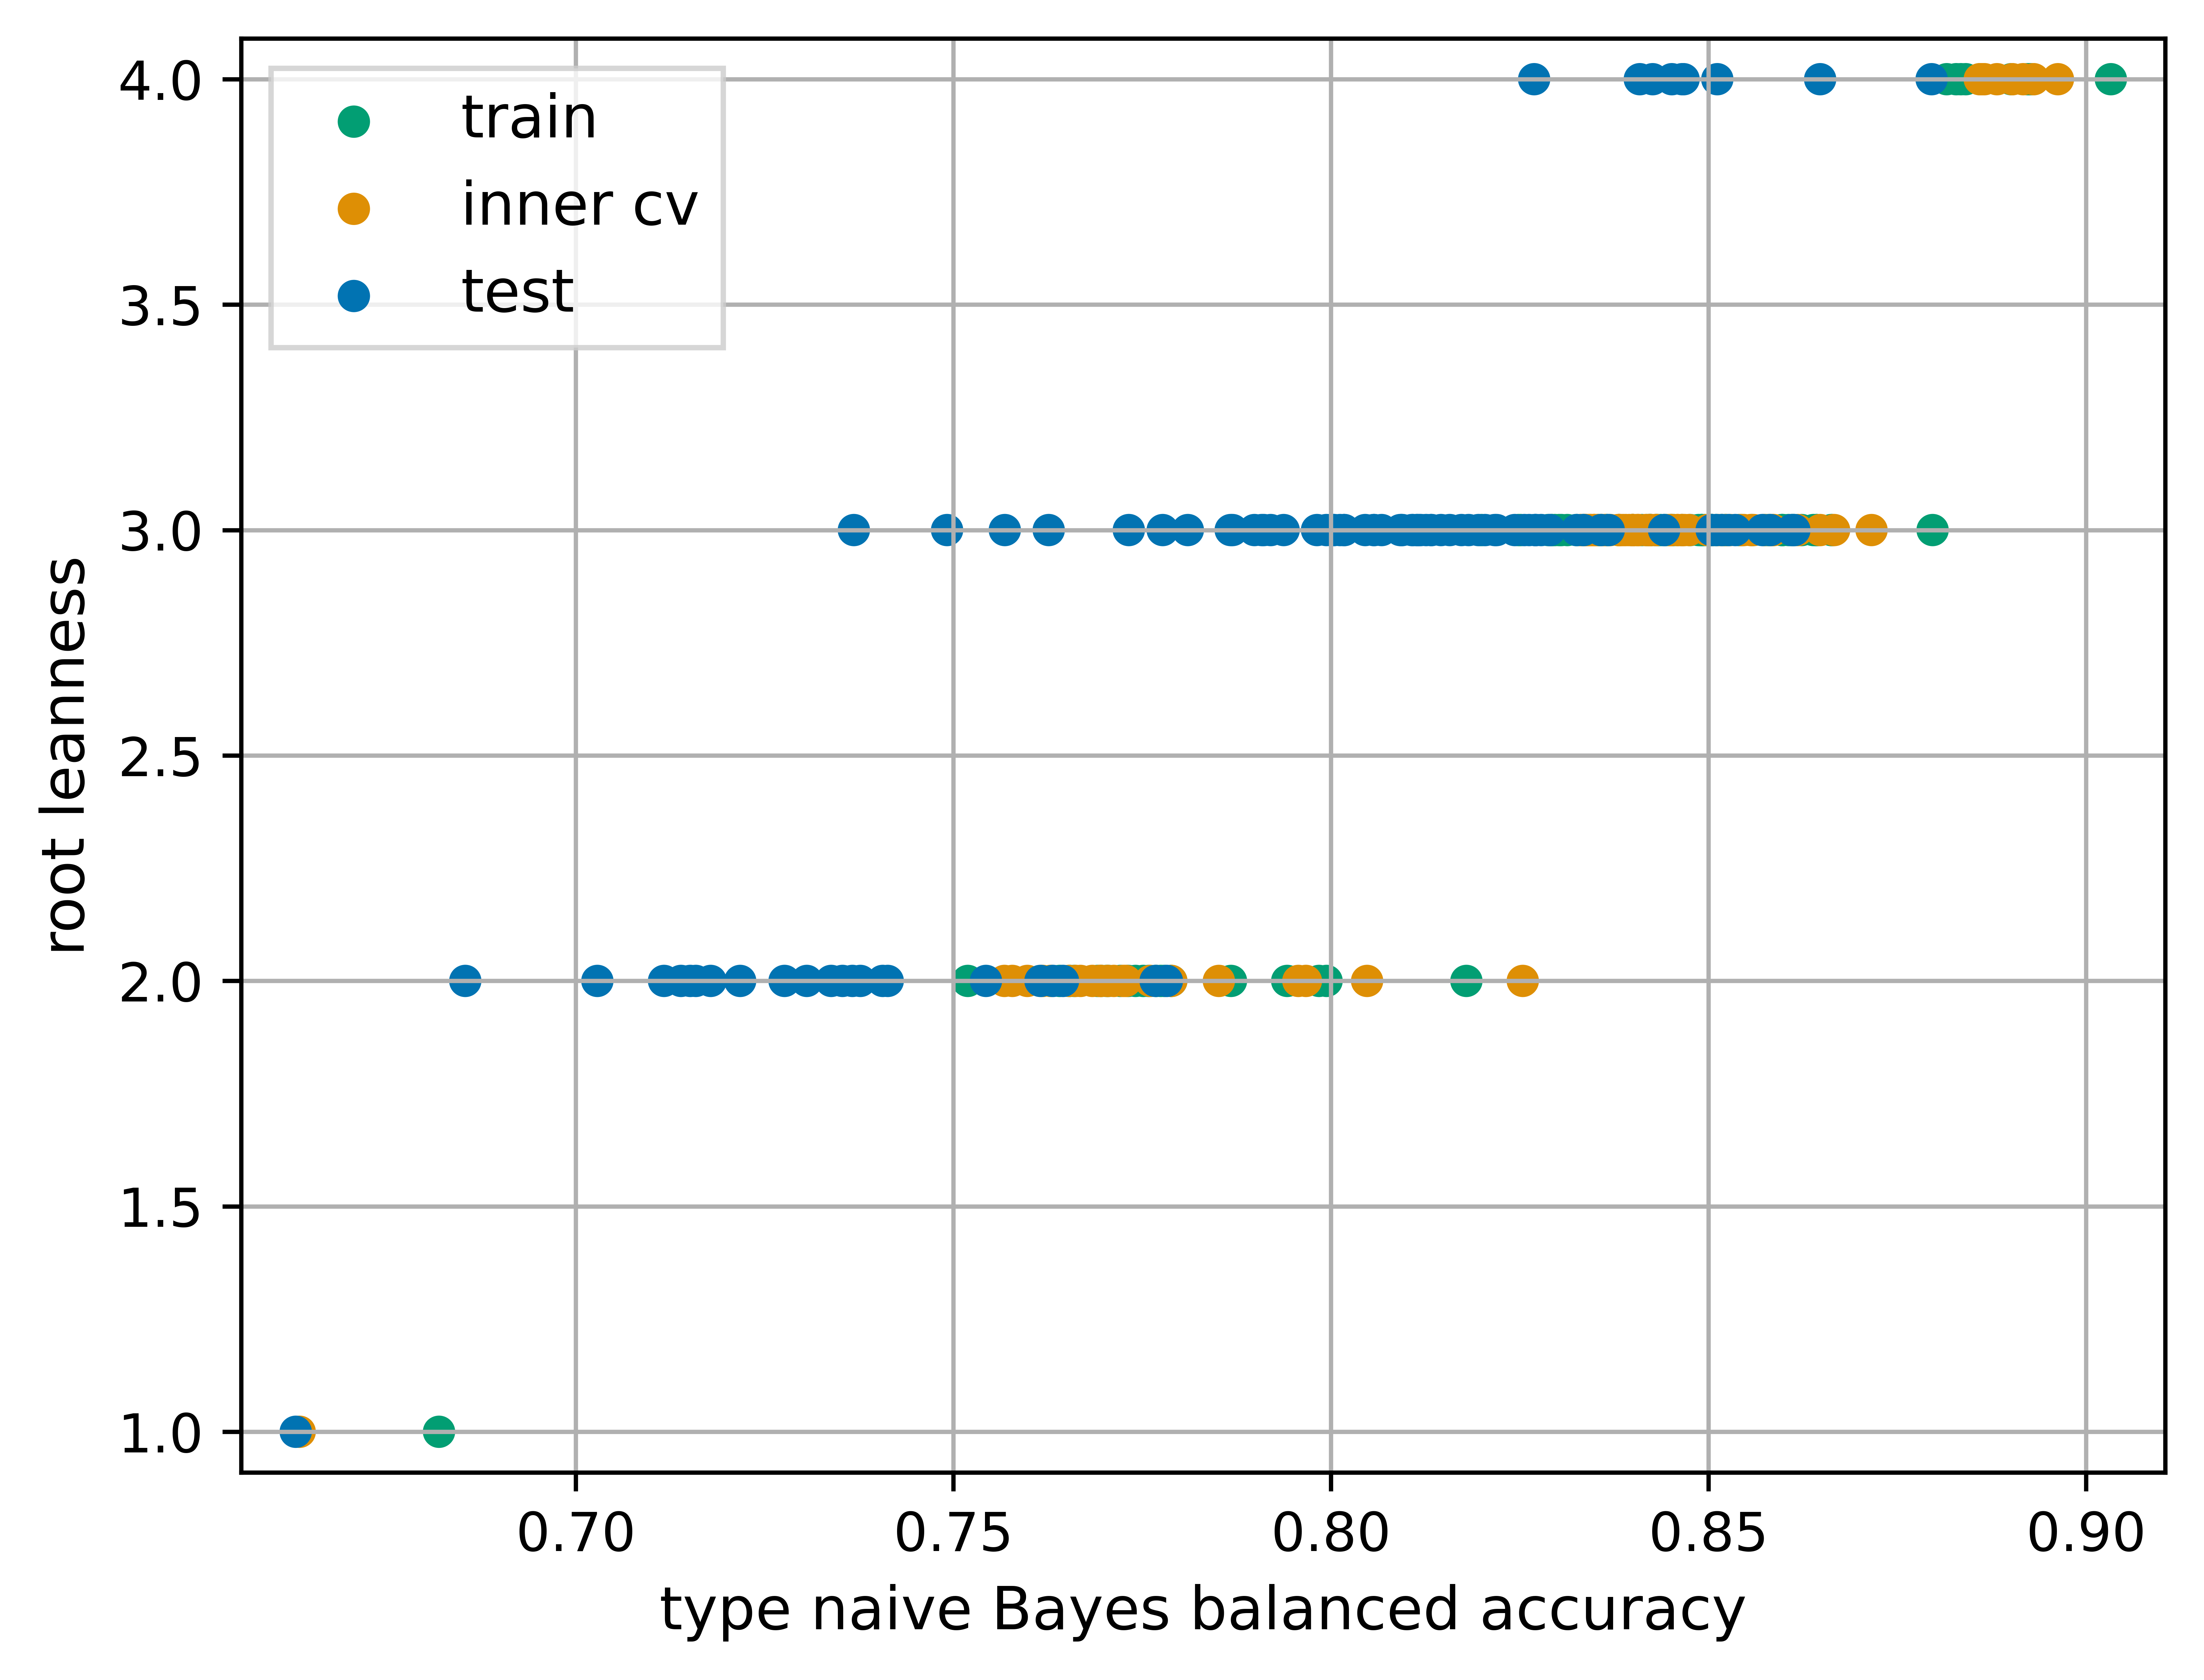 4.0
3.5
3.0
2.5
2.0
1.5
1.0
root leanness
train
inner cv
test
0.70 0.75 0.80 0.85 0.90
type naive Bayes balanced accuracy